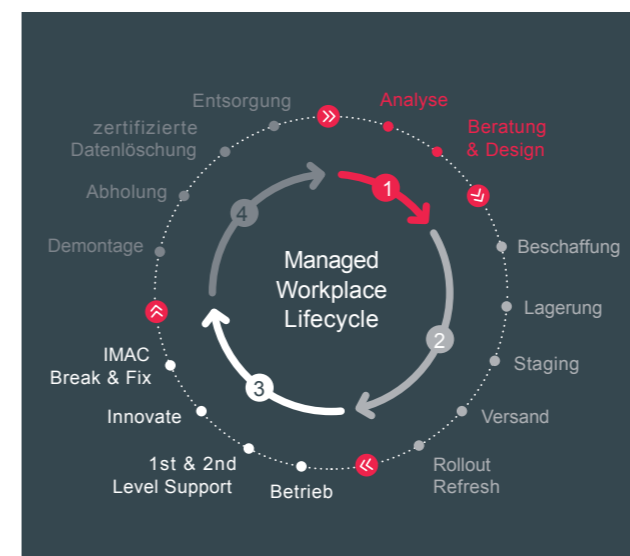 Analyse
Beratung
& Design
Beschaffung
Lagerung
Staging
Versand
Rollout
Refresh
Betrieb
1st & 2nd
Level Support
Innovate
IMAC
Break & Fix
Demontage
Abholung
zertifizierte
Datenlöschung
Entsorgung
1
2
3
4
Managed
Workplace
Lifecycle